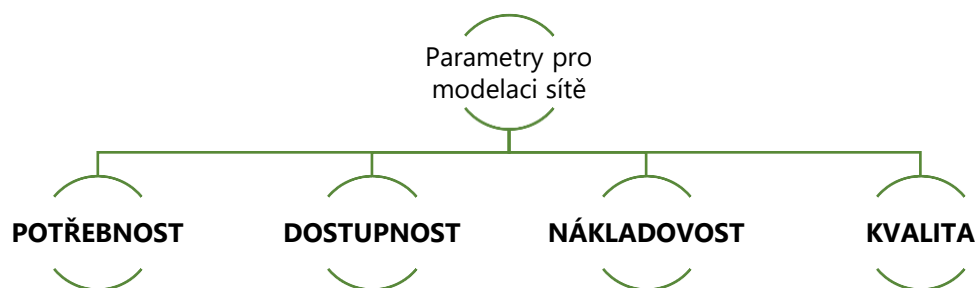 Parametry pro
modelaci sítě
POTŘEBNOST
DOSTUPNOST
NÁKLADOVOST
KVALITA